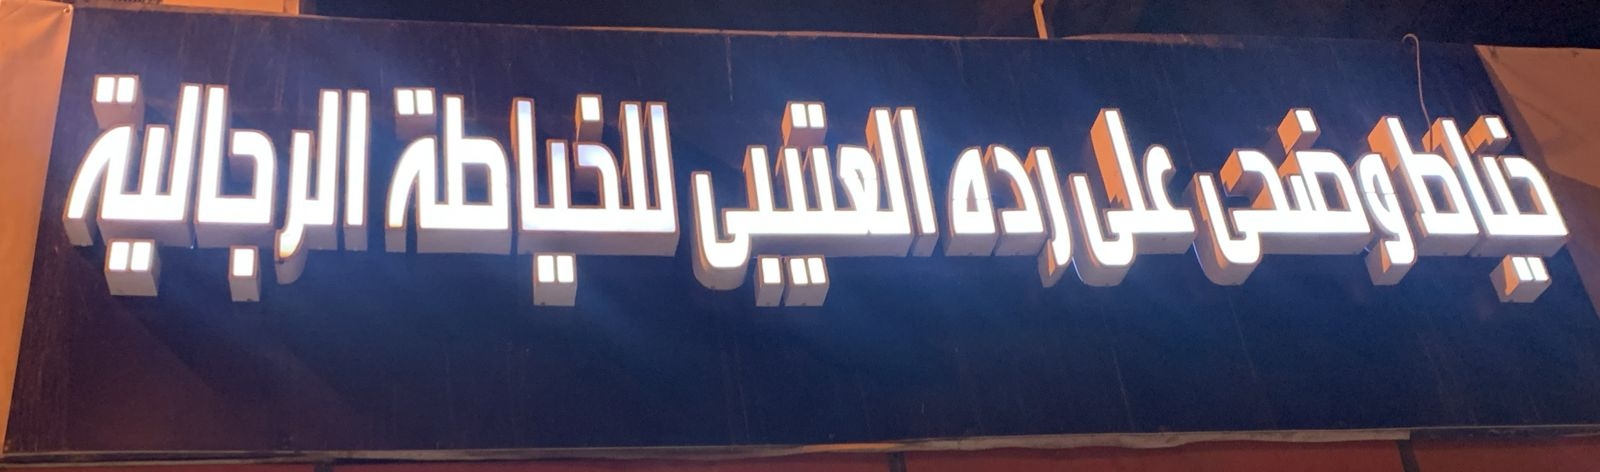 خياط وضحى على رده العتيبى للخياطة الرجالية